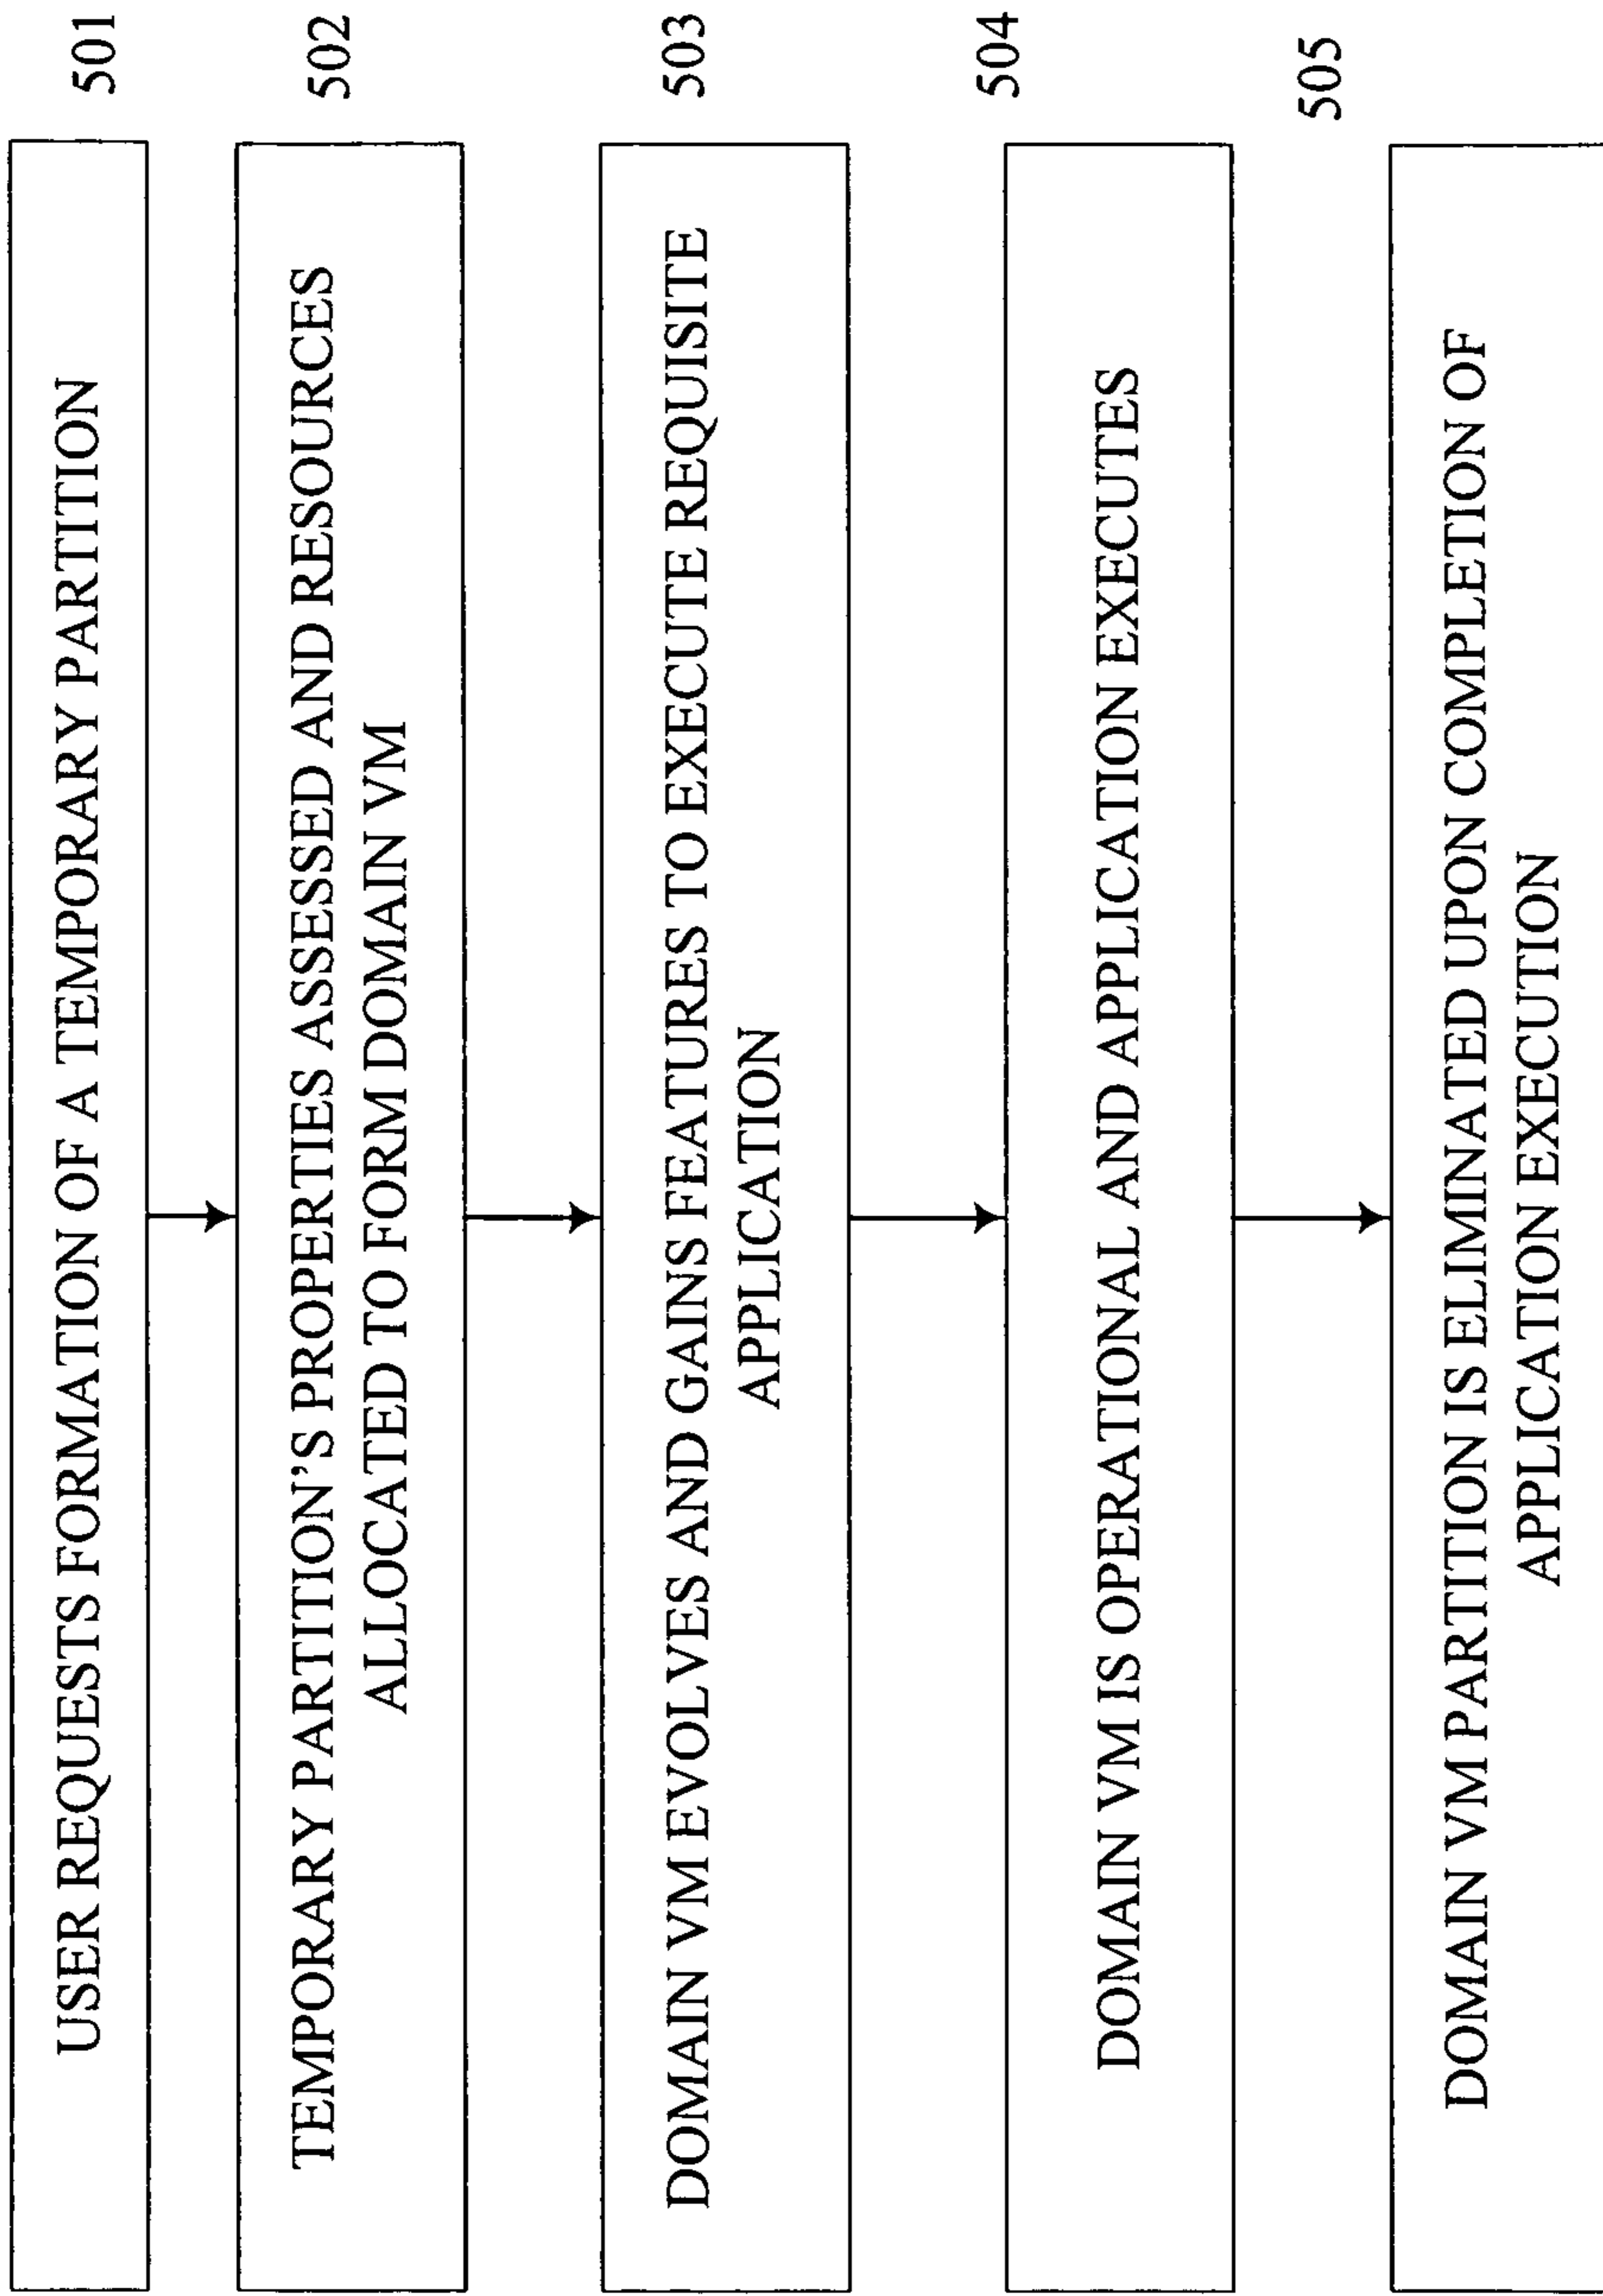 USER REQUESTS FORMATION OF A TEMPORARY PARTITION
501
TEMPORARY PARTITION'S PROPERTIES ASSESSED AND RESOURCES
ALLOCATED TO FORM DOMAIN VM
502
DOMAIN VM EVOLVES AND GAINS FEATURES TO EXECUTE REQUISITE
APPLICATION
503
DOMAIN VM IS OPERATIONAL AND APPLICATION EXECUTES
504
DOMAIN VM PARTITION IS ELIMINATED UPON COMPLETION OF
APPLICATION EXECUTION
505